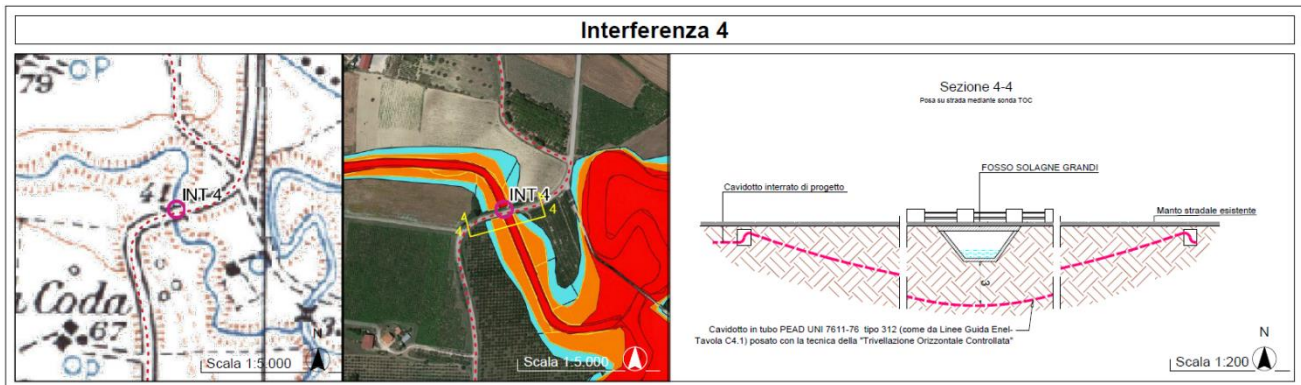 Interferenza 4
79
41
INT 4
Coda
67
Scala 1:5.000
N
INT 4
4
4
4
Scala 1:5.000
Sezione 4-4
Posa su strada mediante sonda TOC
FOSSO SOLAGNE GRANDI
Cavidotto interrato di progetto
Manto stradale esistente
3
Cavidotto in tubo PEAD UNI 7611-76 tipo 312 (come da Linee Guida Enel-
Tavola C4.1) posato con la tecnica della "Trivellazione Orizzontale Controllata"
N
Scala 1:200